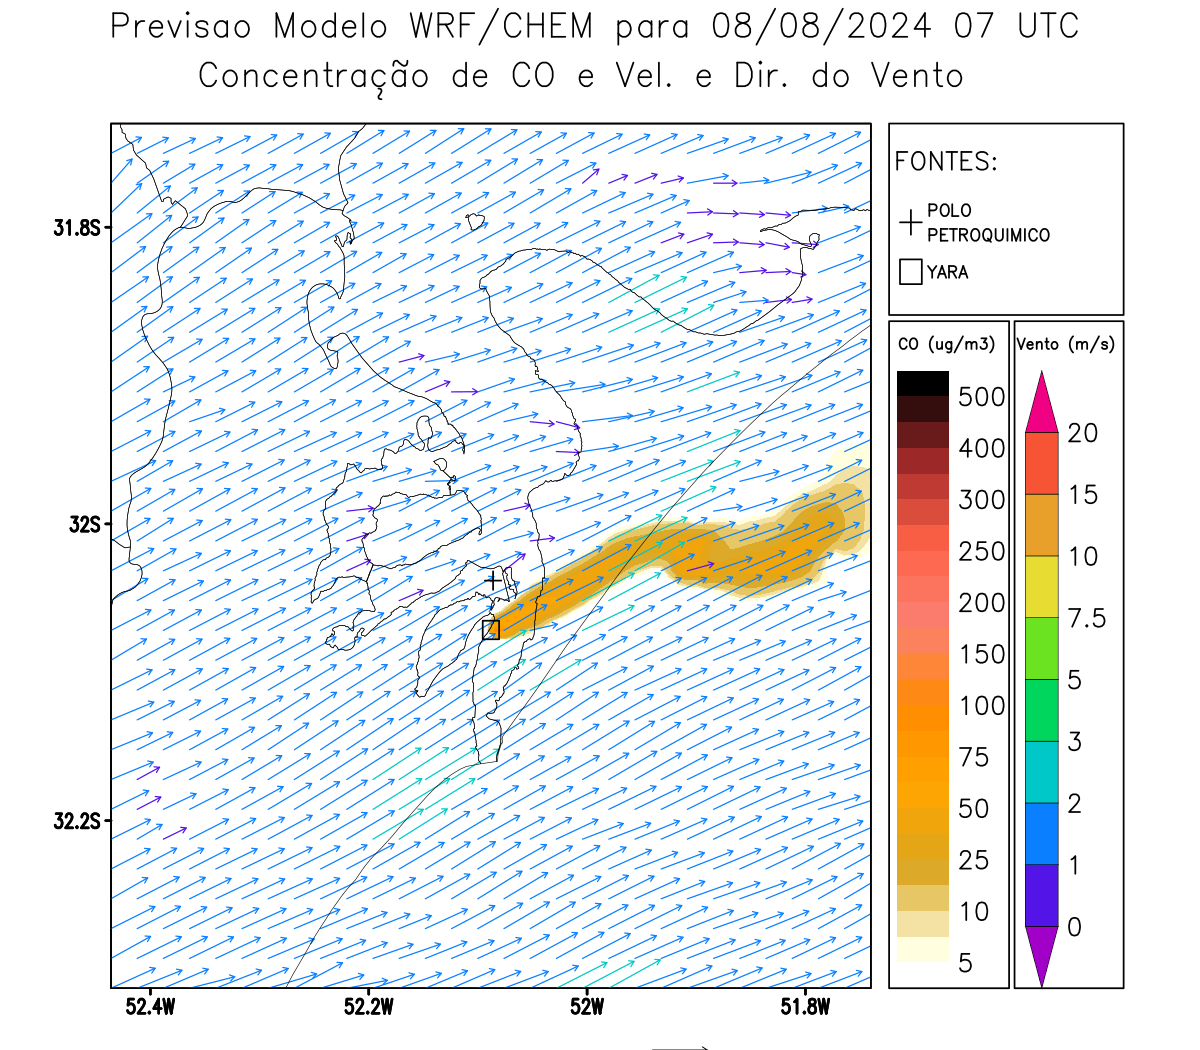 Previsao Modelo WRF/CHEM para 08/08/2024 07 UTC
Concentração de CO e Vel. e Dir. do Vento
FONTES:
POLO
PETROQUIMICO
YARA
31.8S
32S
32.2S
52.4W
52.2W
52W
51.8W
CO (ug/m3)
500
400
300
250
200
150
100
75
50
25
10
5
Vento (m/s)
20
15
10
7.5
5
3
2
1
0